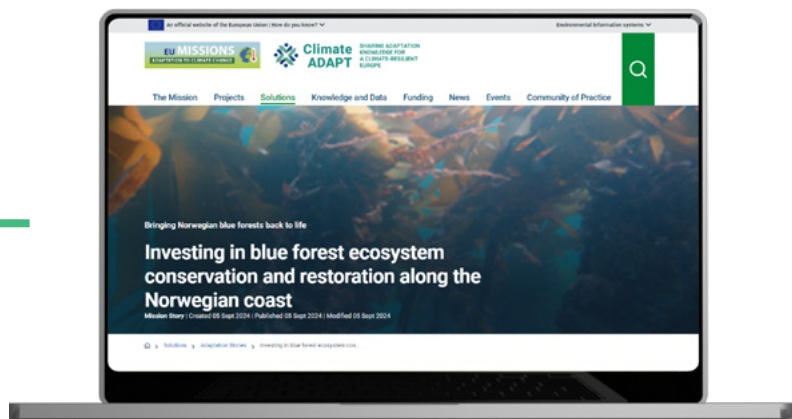 An official website of the European Union | How do you know?
Environmental information systems
EU MISSIONS
ADAPTATION TO CLIMATE CHANGE
Climate ADAPT
SHARING ADAPTATION
KNOWLEDGE FOR
A CLIMATE-RESILIENT
EUROPE
The Mission Projects Solutions Knowledge and Data Funding News Events Community of Practice
Bringing Norwegian blue forests back to life
Investing in blue forest ecosystem
conservation and restoration along the
Norwegian coast
Mission Story | Created 05 Sept 2024 | Published 05 Sept 2024 | Modified 05 Sept 2024
Solutions > Adaptation Stories > Investing in blue forest ecosystem con...